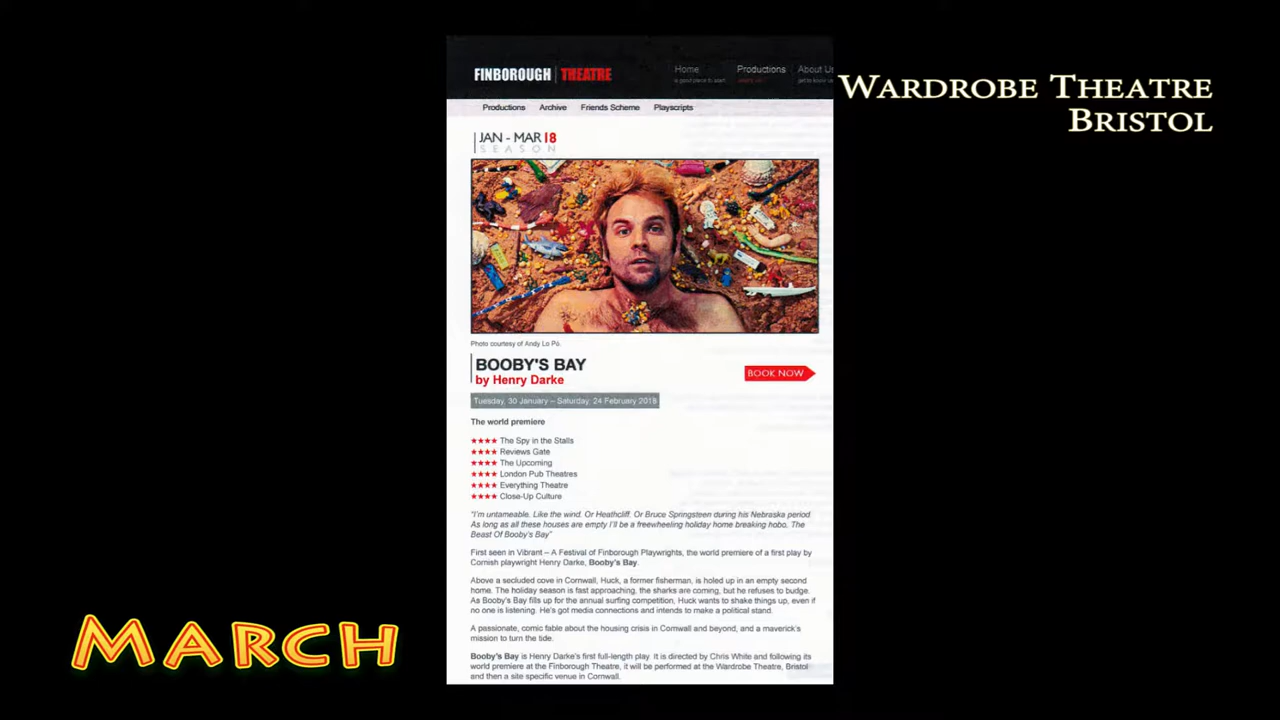 FINBOROUGH THEATRE
Home
Productions
About Us
a good place to start
what's on
get to know us
Productions Archive Friends Scheme Playscripts
JAN - MAR 18
SEASON
Photo courtesy of Andy Lo Pò.
BOOBY'S BAY
by Henry Darke
BOOK NOW
Tuesday, 30 January – Saturday, 24 February 2018
The world premiere
★★★★ The Spy in the Stalls
★★★★ Reviews Gate
★★★★ The Upcoming
★★★★ London Pub Theatres
★★★★ Everything Theatre
★★★★ Close-Up Culture
"I'm untameable. Like the wind. Or Heathcliff. Or Bruce Springsteen during his Nebraska period.
As long as all these houses are empty I'll be a freewheeling holiday home breaking hobo. The
Beast Of Booby's Bay"
First seen in Vibrant – A Festival of Finborough Playwrights, the world premiere of a first play by
Cornish playwright Henry Darke, Booby's Bay.
Above a secluded cove in Cornwall, Huck, a former fisherman, is holed up in an empty second
home. The holiday season is fast approaching, the sharks are coming, but he refuses to budge.
As Booby's Bay fills up for the annual surfing competition, Huck wants to shake things up, even if
no one is listening. He's got media connections and intends to make a political stand.
A passionate, comic fable about the housing crisis in Cornwall and beyond, and a maverick's
mission to turn the tide.
Booby's Bay is Henry Darke's first full-length play. It is directed by Chris White and following its
world premiere at the Finborough Theatre, it will be performed at the Wardrobe Theatre, Bristol
and then a site specific venue in Cornwall.
WARDROBE THEATRE
BRISTOL
MARCH